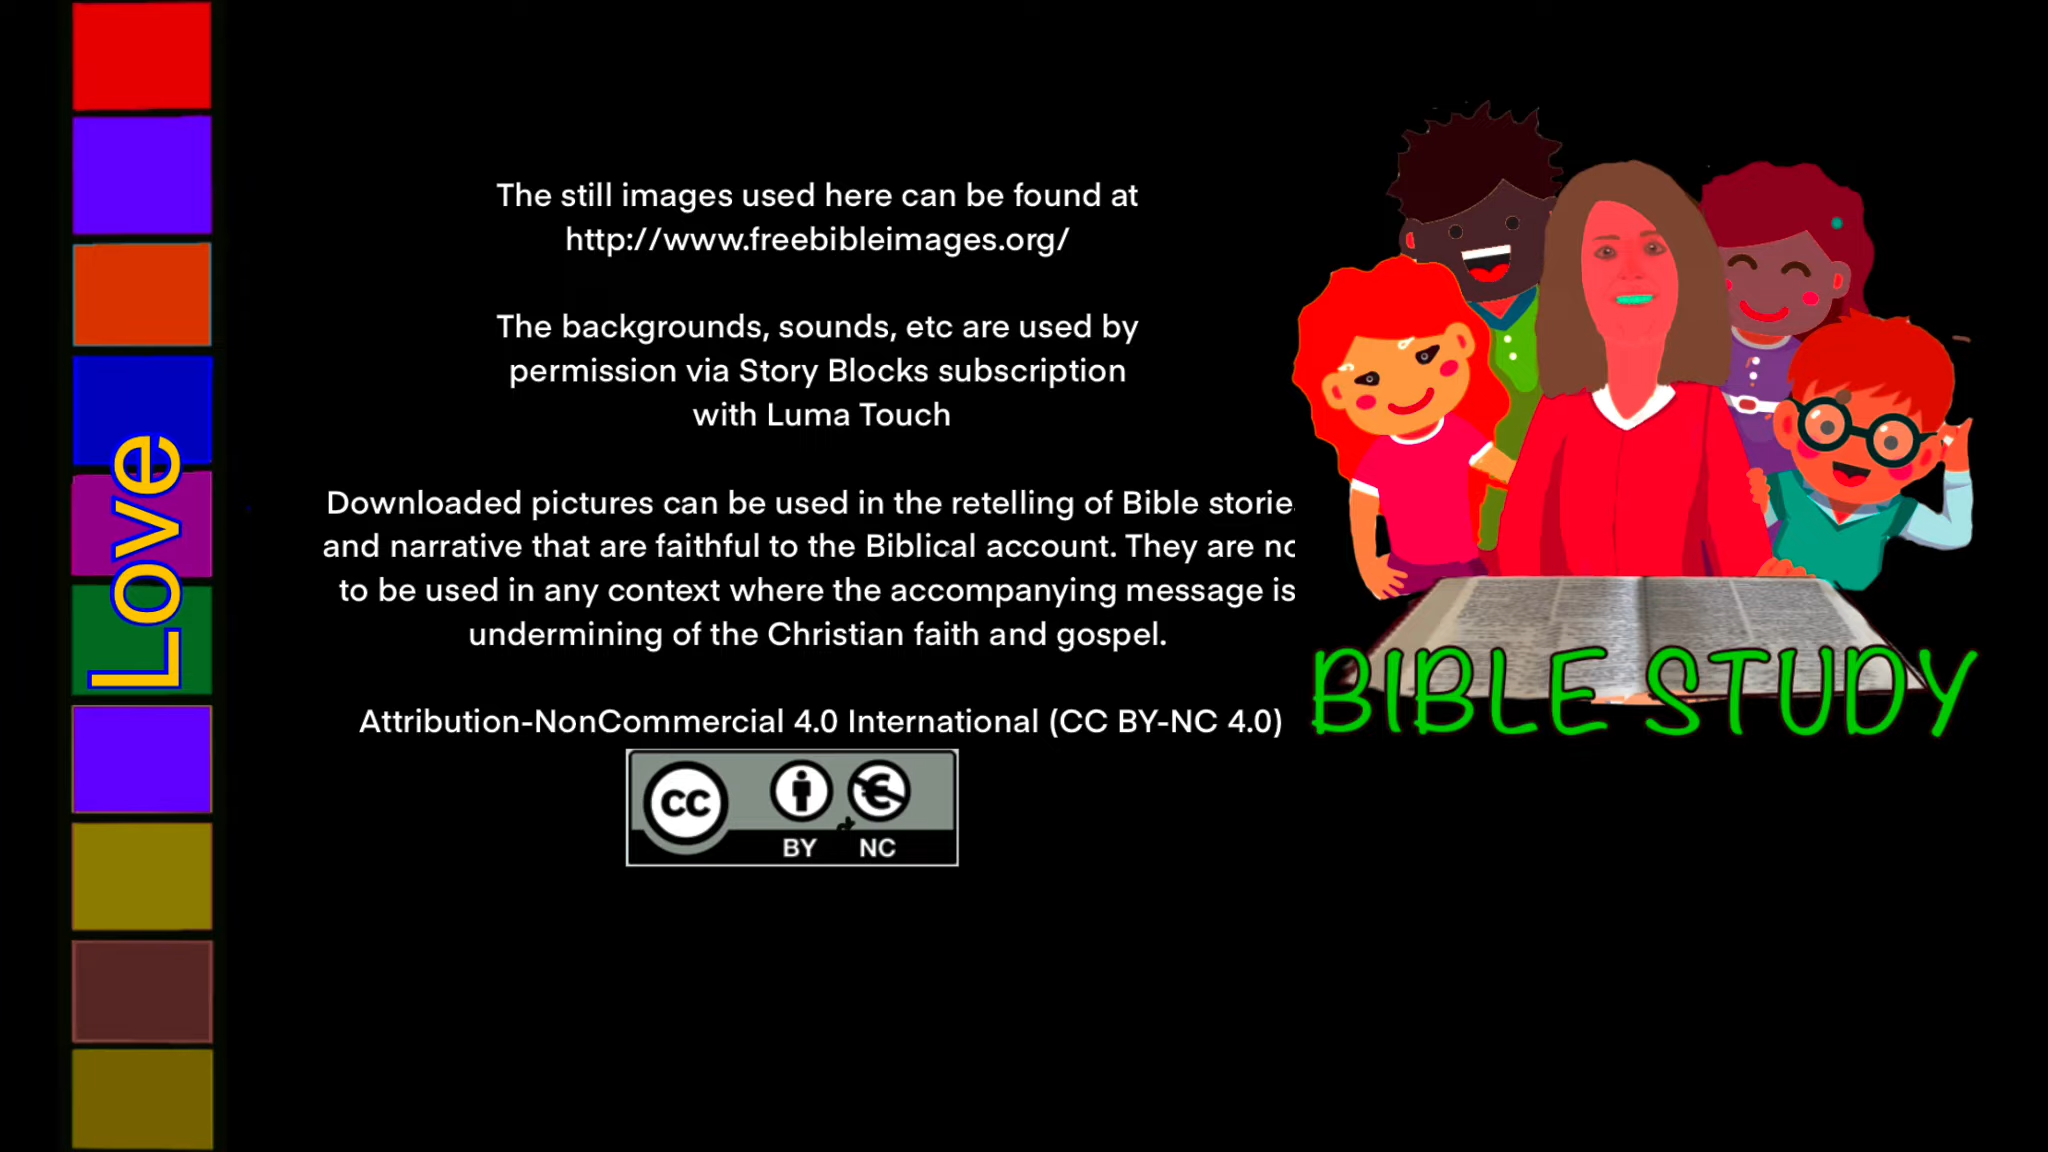 Love
The still images used here can be found at
http://www.freebibleimages.org/
The backgrounds, sounds, etc are used by
permission via Story Blocks subscription
with Luma Touch
Downloaded pictures can be used in the retelling of Bible storie
and narrative that are faithful to the Biblical account. They are no
to be used in any context where the accompanying message is
undermining of the Christian faith and gospel.
Attribution-NonCommercial 4.0 International (CC BY-NC 4.0)
CC
BY NC
BIBLE STUDY